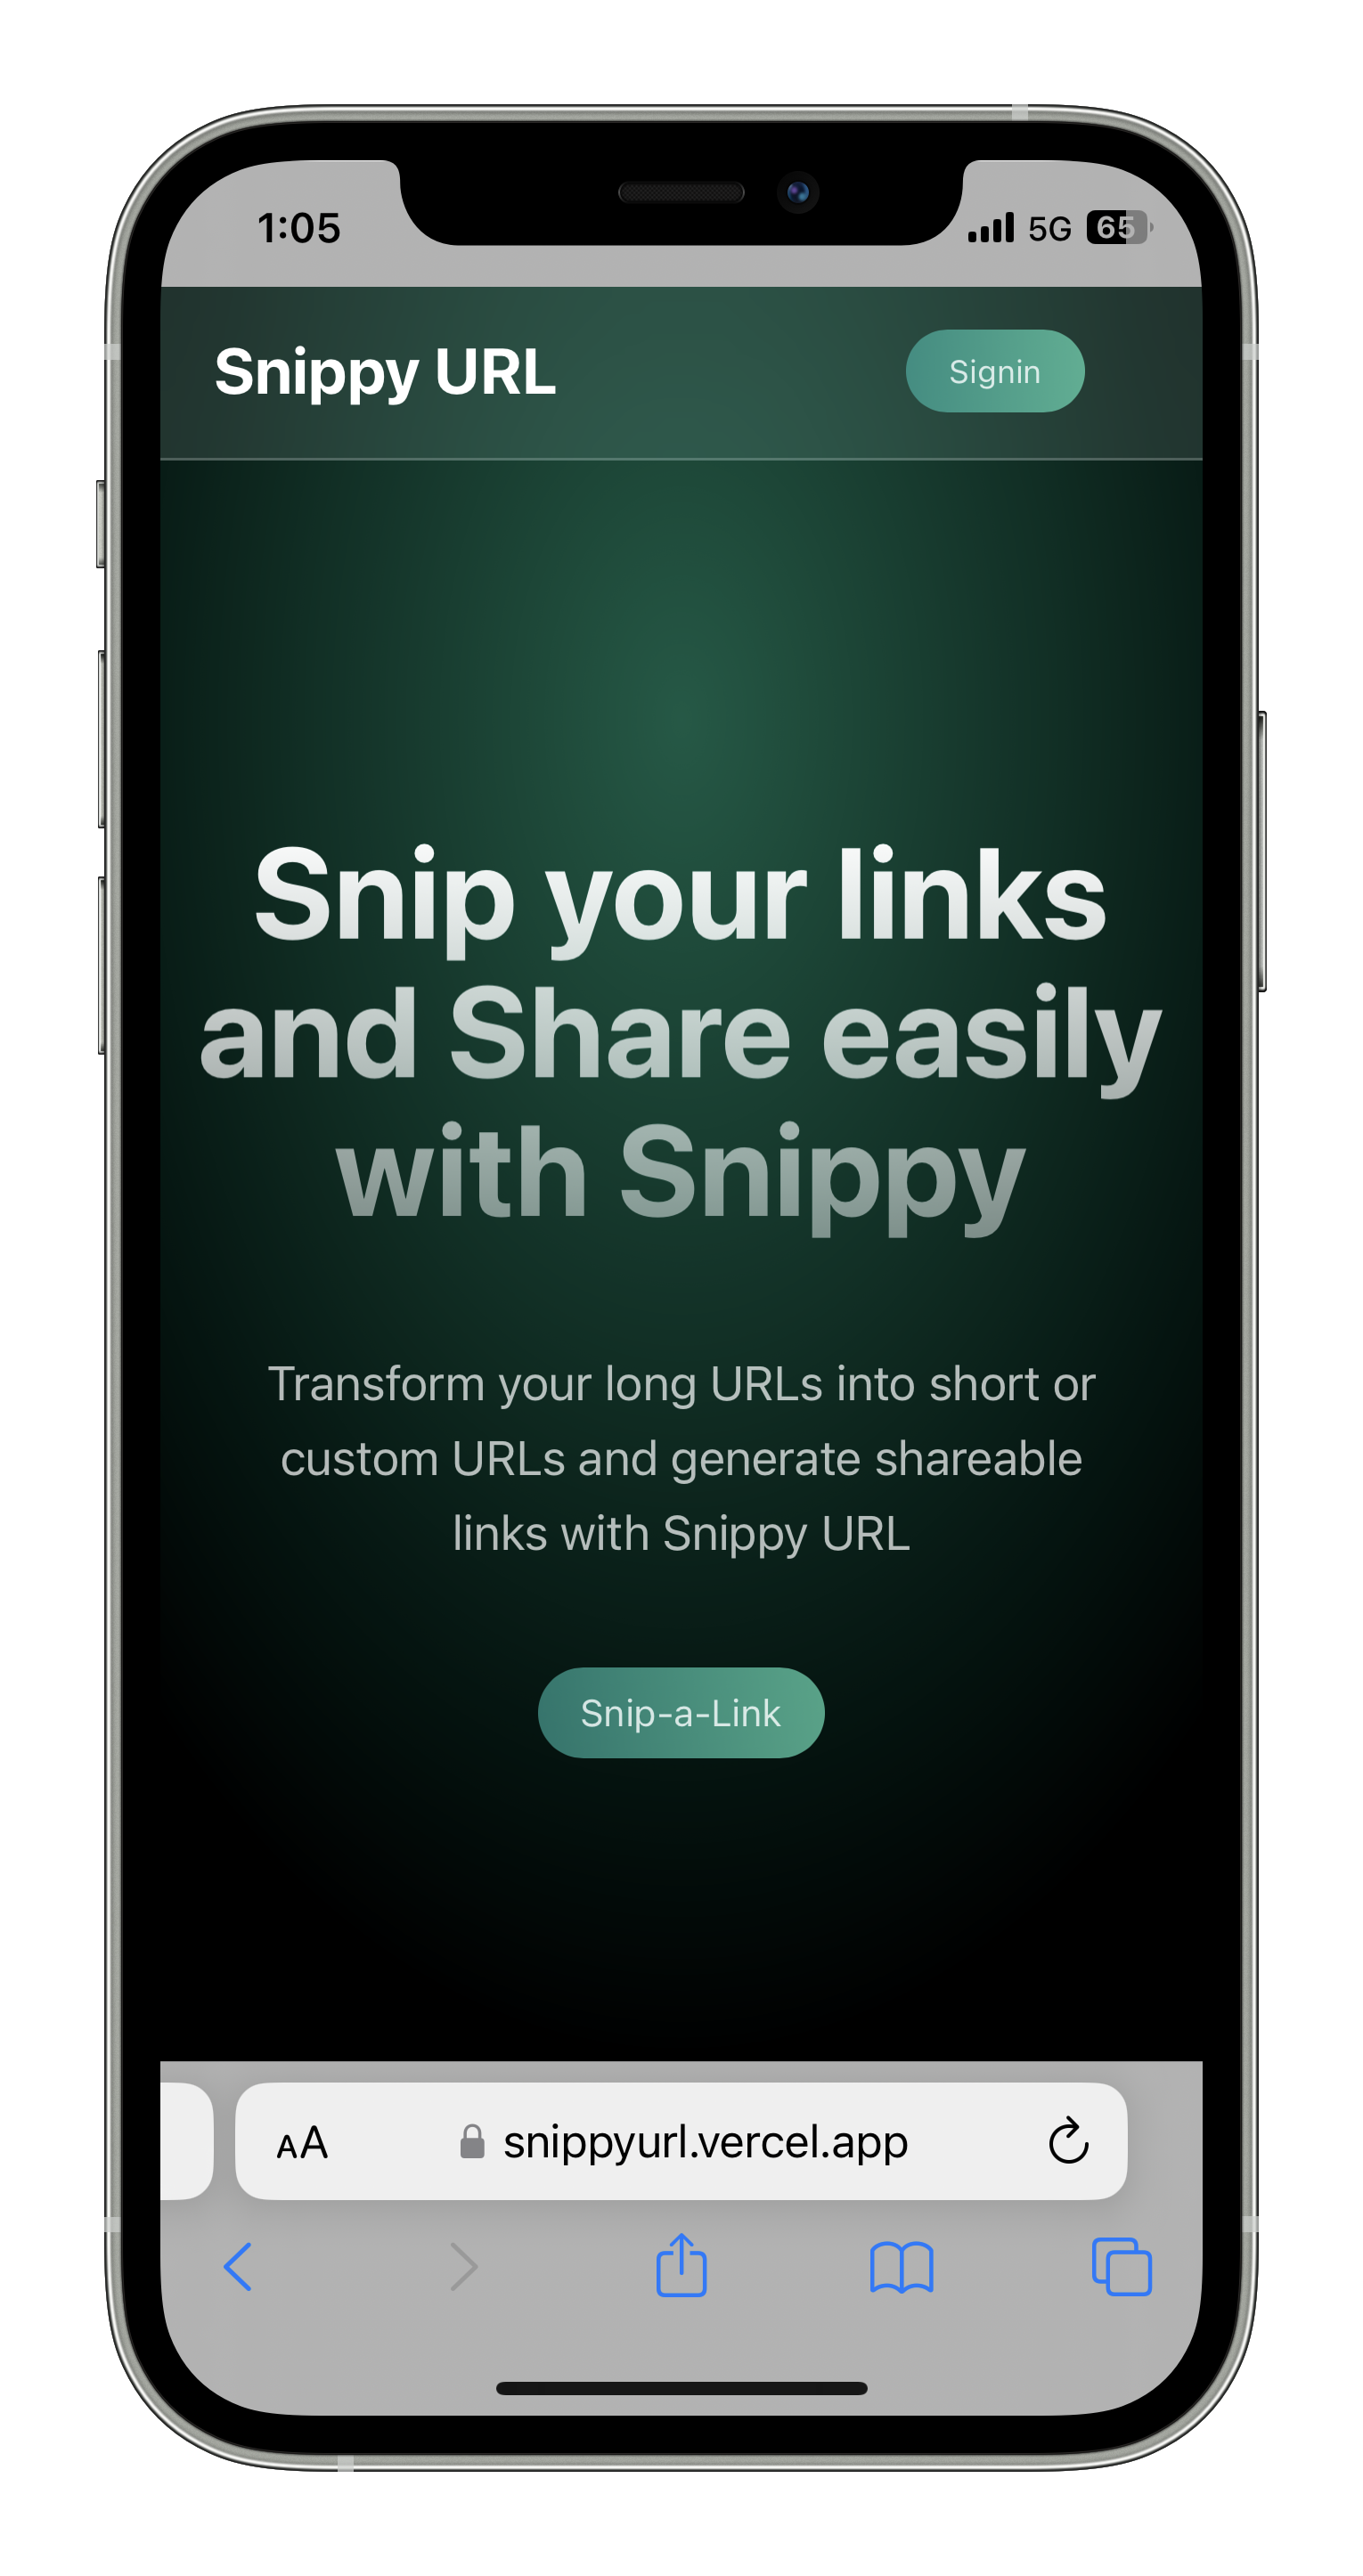 1:05
5G 65
Snippy URL
Signin
Snip your links
and Share easily
with Snippy
Transform your long URLs into short or
custom URLs and generate shareable
links with Snippy URL
Snip-a-Link
AA
snippyurl.vercel.app